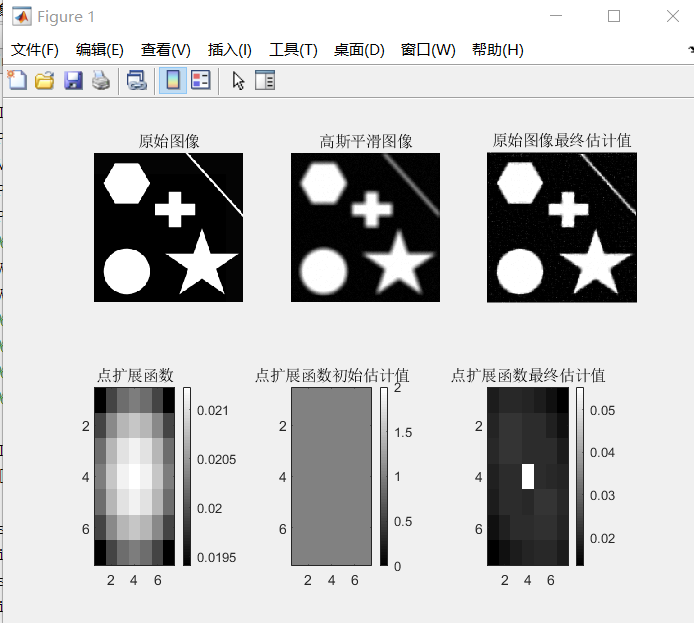 Figure 1
文件(F) 编辑(E) 查看(V) 插入(I) 工具(T) 桌面(D) 窗口(W) 帮助(H)
原始图像
高斯平滑图像
原始图像最终估计值
点扩展函数
2
4
6
2 4 6
0.021
0.0205
0.02
0.0195
点扩展函数初始估计值
2
4
6
2 4 6
2
1.5
1
0.5
0
点扩展函数最终估计值
2
4
6
2 4 6
0.05
0.04
0.03
0.02